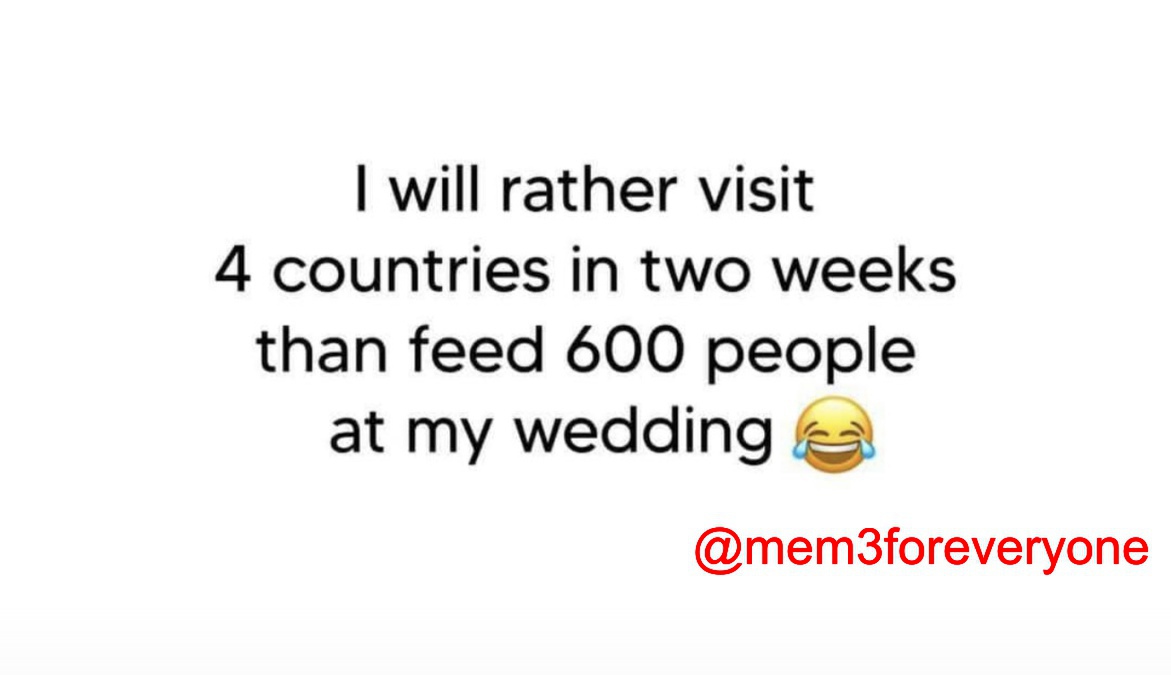 I will rather visit
4 countries in two weeks
than feed 600 people
at my wedding 😂
@mem3foreveryone